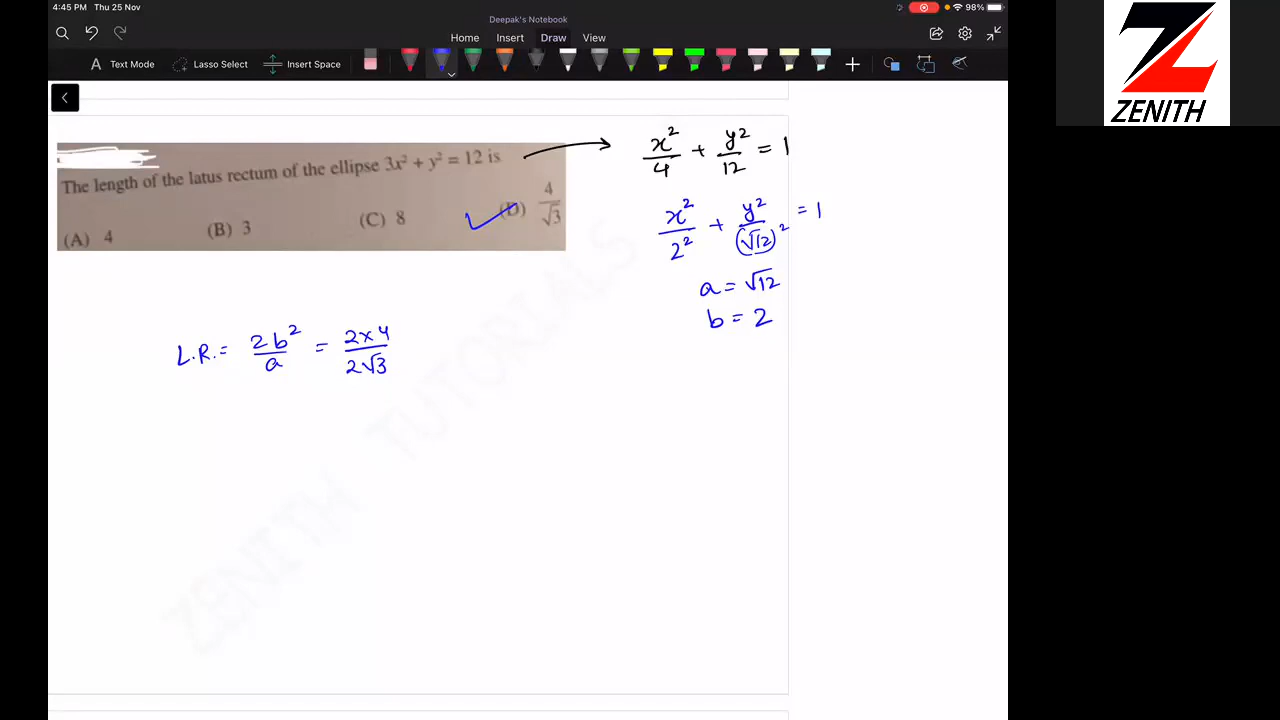 4:45 PM Thu 25 Nov
98%
Deepak's Notebook
Home Insert Draw View
Text Mode Lasso Select Insert Space
ZENITH
The length of the latus rectum of the ellipse 3x² + y² = 12 is
(A) 4 (B) 3 (C) 8 (D) 4/√3
x²/4 + y²/12 = 1
x²/2² + y²/(√12)² = 1
a = √12
b = 2
L.R. = 2b²/a = 2×4/2√3
ZENITH TUTORIALS